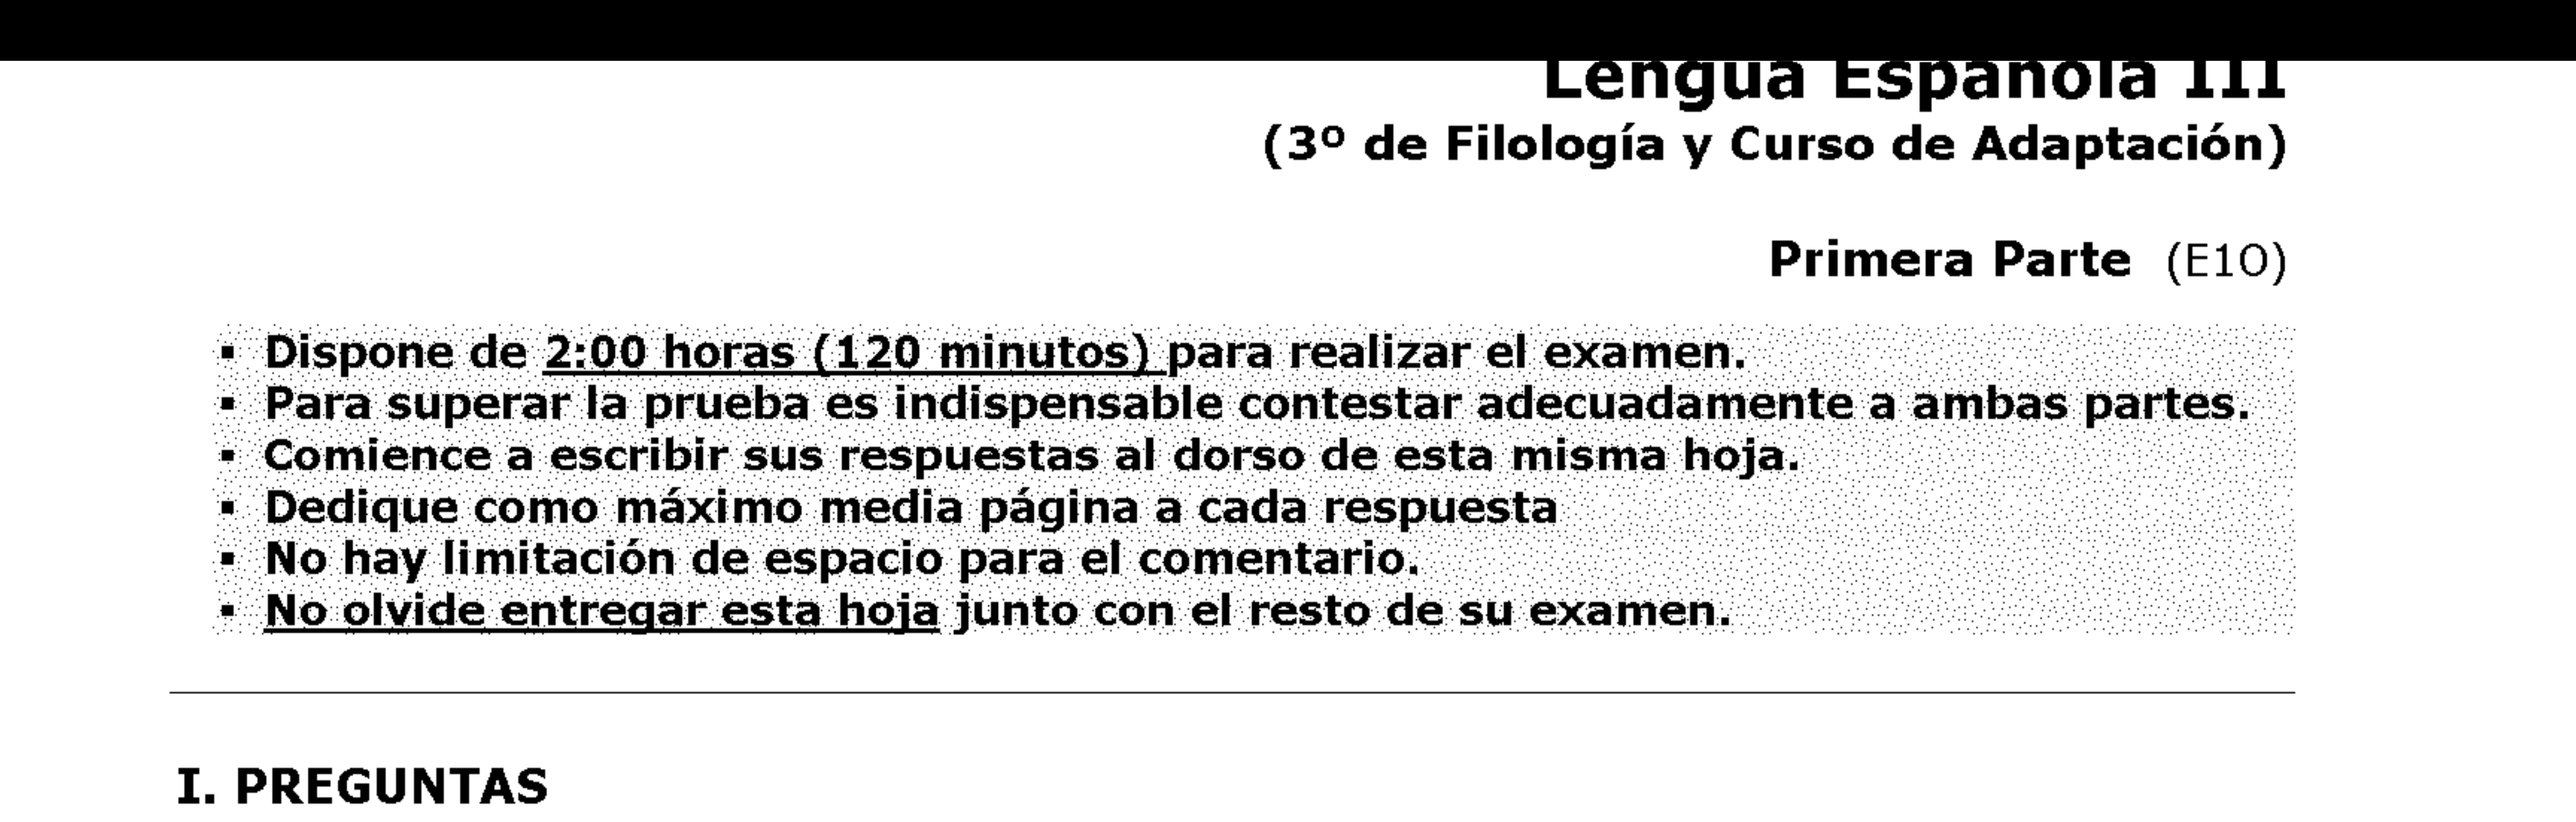 Lengua Española III
(3º de Filología y Curso de Adaptación)
Primera Parte (E1O)
▪ Dispone de 2:00 horas (120 minutos) para realizar el examen.
▪ Para superar la prueba es indispensable contestar adecuadamente a ambas partes.
▪ Comience a escribir sus respuestas al dorso de esta misma hoja.
▪ Dedique como máximo media página a cada respuesta
▪ No hay limitación de espacio para el comentario.
▪ No olvide entregar esta hoja junto con el resto de su examen.
I. PREGUNTAS